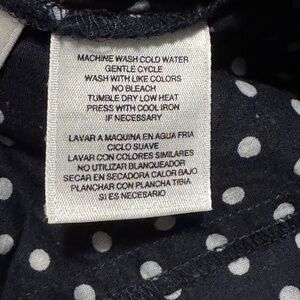 MACHINE WASH COLD WATER
GENTLE CYCLE
WASH WITH LIKE COLORS
NO BLEACH
TUMBLE DRY LOW HEAT
PRESS WITH COOL IRON
IF NECESSARY
LAVAR A MAQUINA EN AGUA FRIA
CICLO SUAVE
LAVAR CON COLORES SIMILARES
NO UTILIZAR BLANQUEADOR
SECAR EN SECADORA CALOR BAJO
PLANCHAR CON PLANCHA TIBIA
SI ES NECESARIO